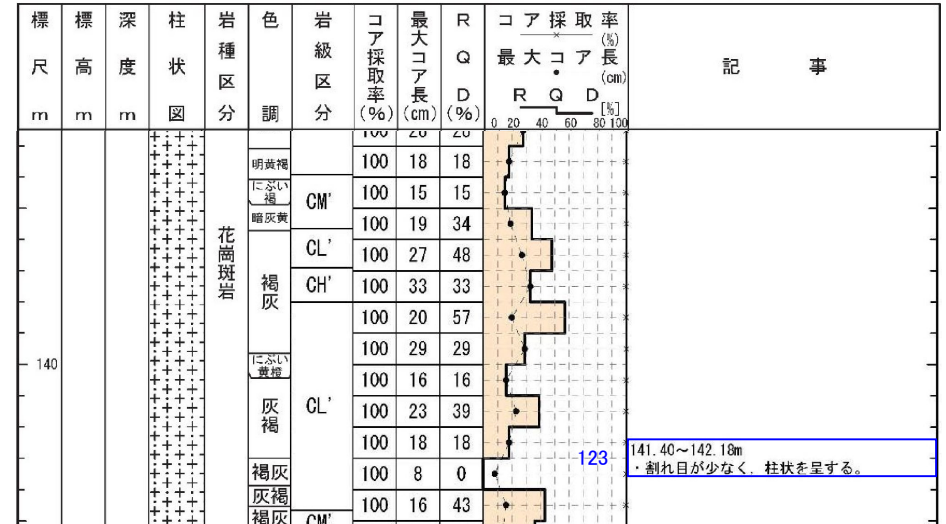 標尺m
標高m
深度m
柱状図
岩種区分
色調
岩級区分
コア採取率(%)
最大コア長(cm)
RQD(%)
コア採取率(%)
最大コア長(cm)
RQD[%]
0 20 40 60 80 100
記事
100 26 26
明黄褐 100 18 18
にぶい褐 100 15 15
CM'
暗灰黄 100 19 34
花崗斑岩
CL' 100 27 48
褐灰 CH' 100 33 33
100 20 57
100 29 29
140
にぶい黄橙 100 16 16
灰褐 CL' 100 23 39
100 18 18
123
141.40~142.18m
・割れ目が少なく,柱状を呈する。
褐灰 100 8 0
灰褐 100 16 43
褐灰 CM'